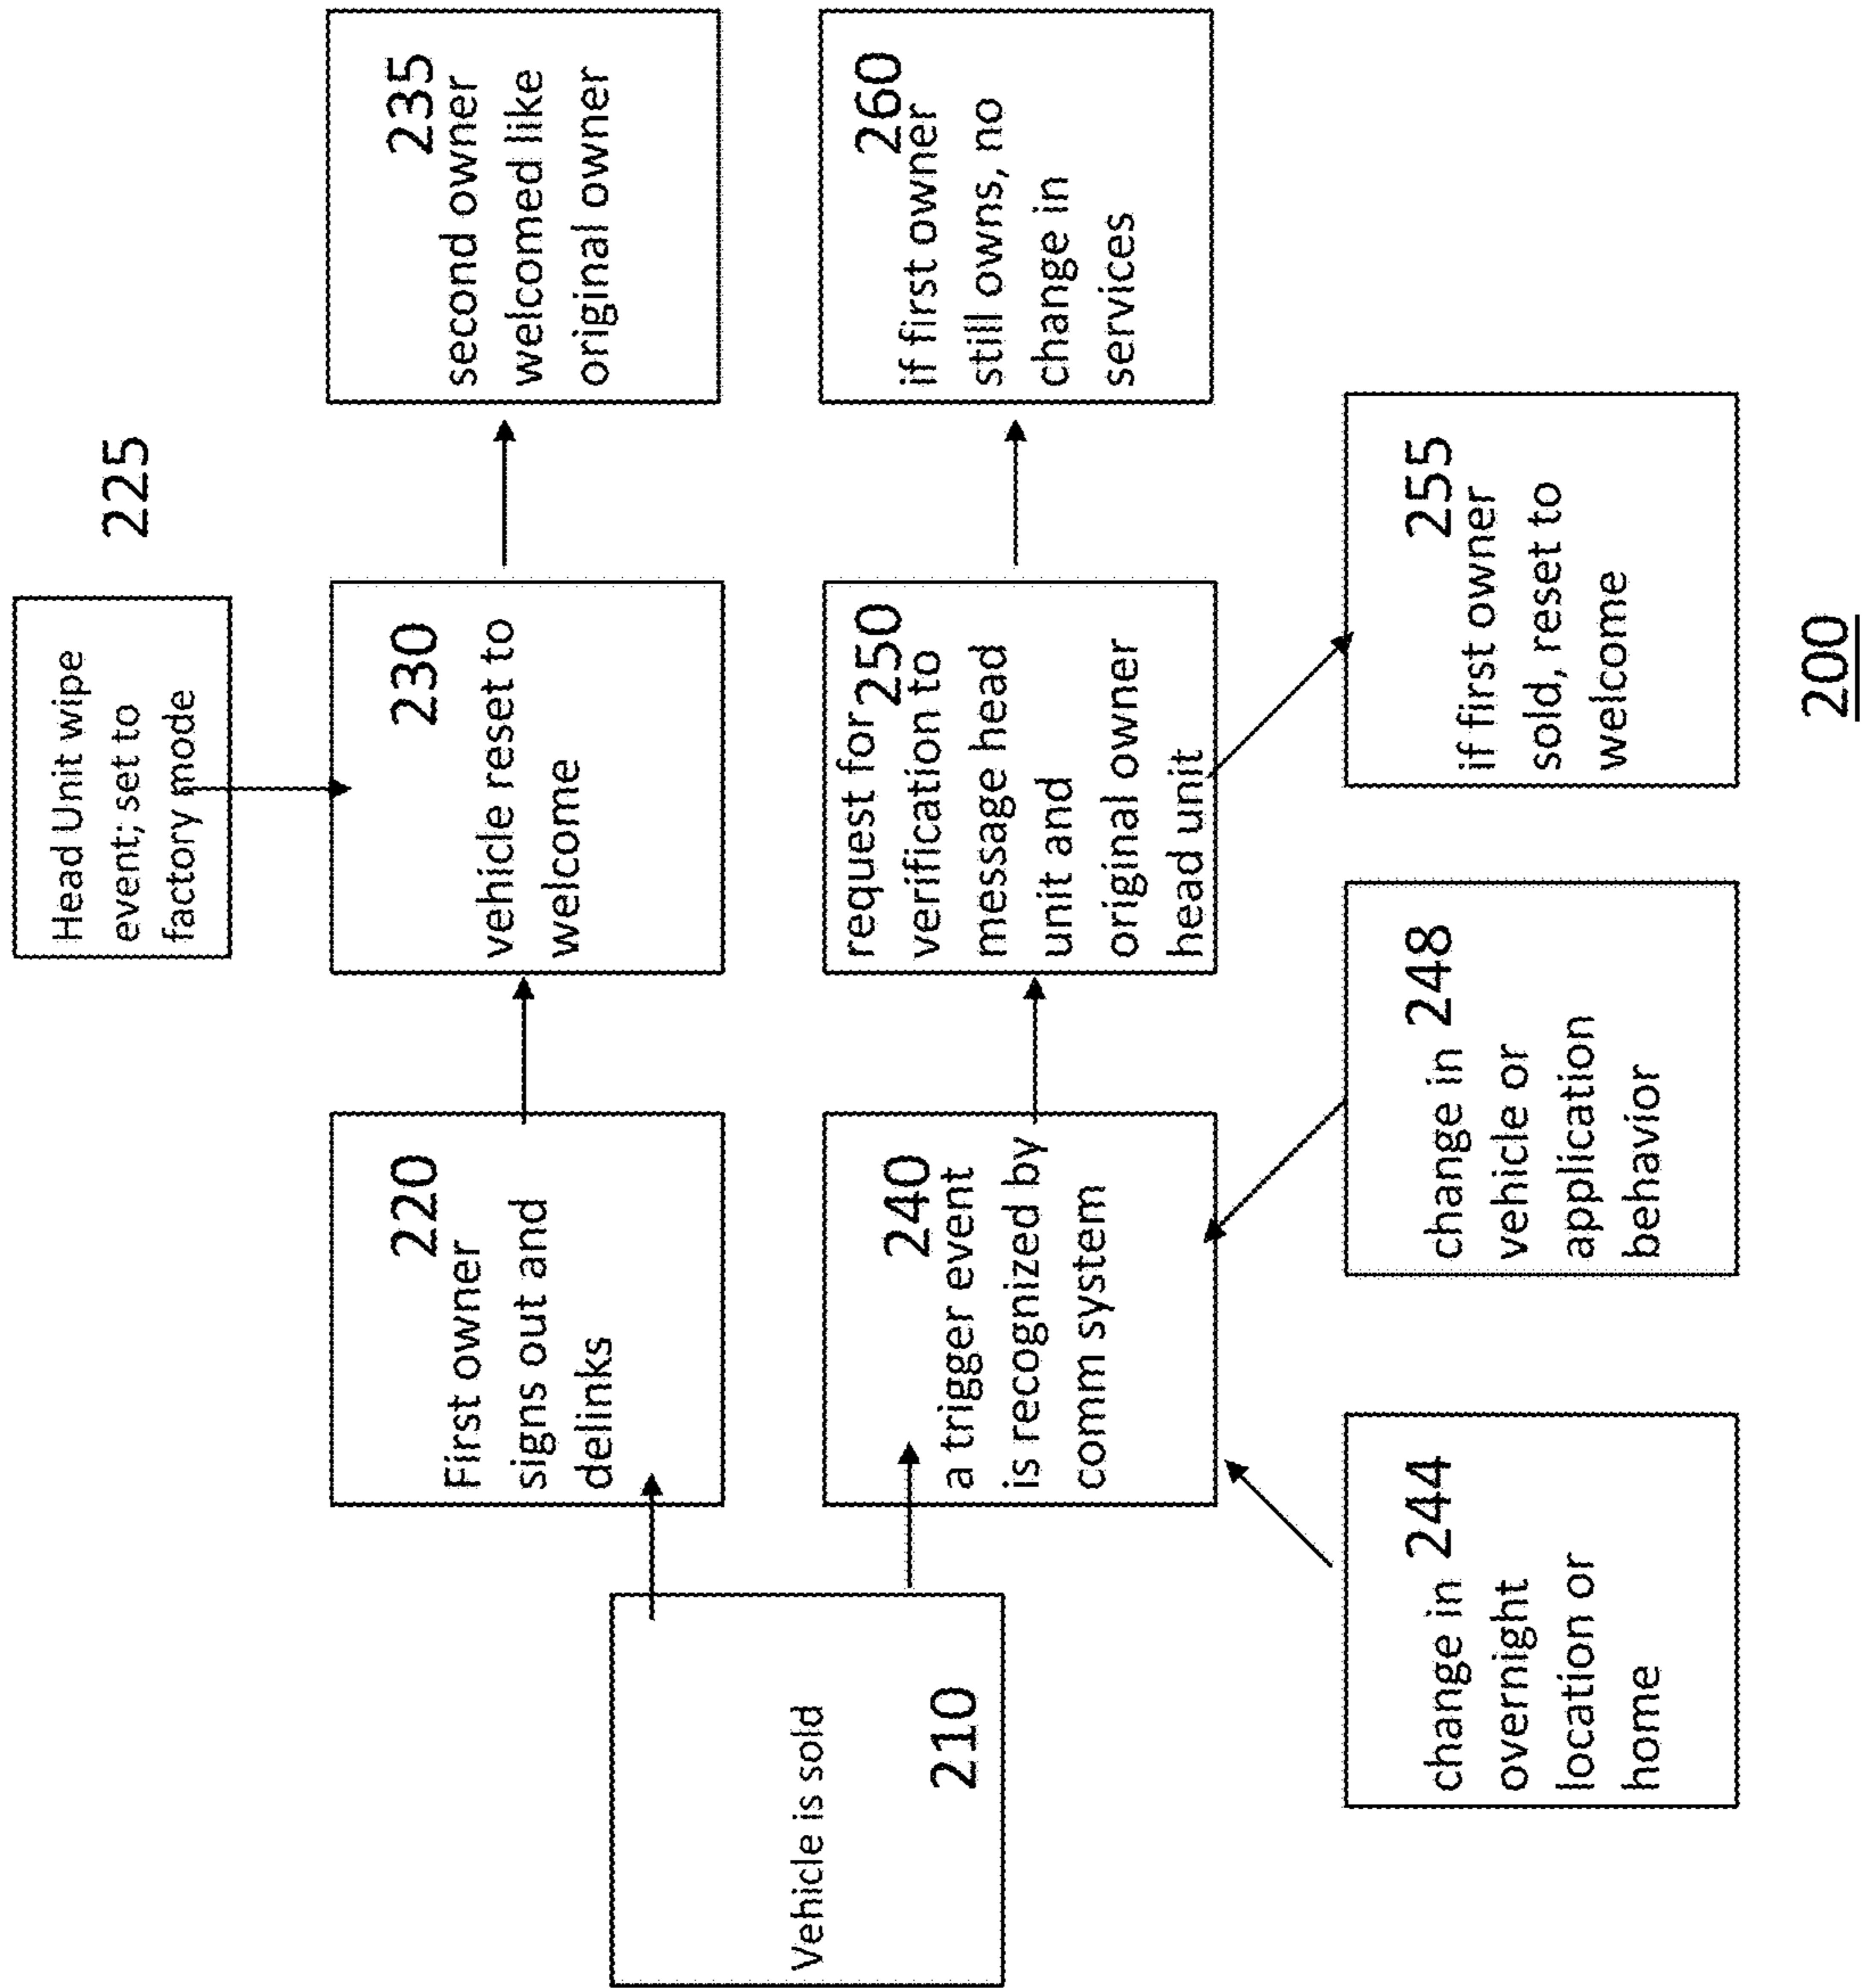 225
Head Unit wipe
event; set to
factory mode
220
First owner
signs out and
delinks
230
vehicle reset to
welcome
235
second owner
welcomed like
original owner
Vehicle is sold
210
240
a trigger event
is recognized by
comm system
request for 250
verification to
message head
unit and
original owner
head unit
260
if first owner
still owns, no
change in
services
change in 244
overnight
location or
home
change in 248
vehicle or
application
behavior
255
if first owner
sold, reset to
welcome
200